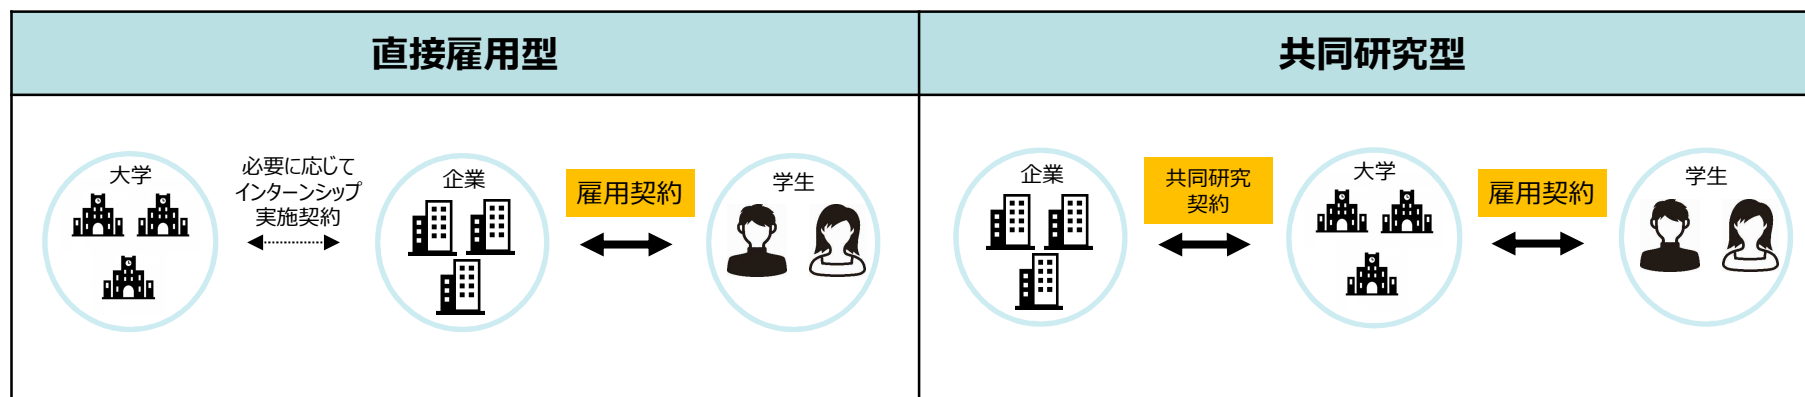 直接雇用型
共同研究型
大学
必要に応じて
インターンシップ
実施契約
企業
雇用契約
学生
企業
共同研究
契約
大学
雇用契約
学生